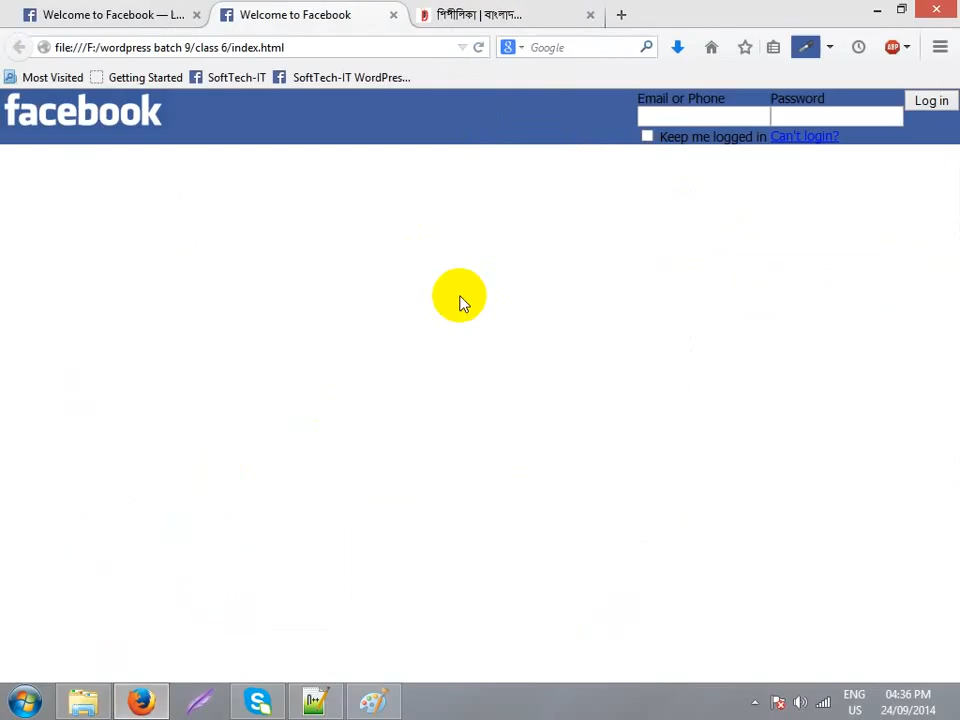 Welcome to Facebook — L...
Welcome to Facebook
পিপীলিকা | বাংলাদ...
file:///F:/wordpress batch 9/class 6/index.html
Google
Most Visited
Getting Started
SoftTech-IT
SoftTech-IT WordPres...
facebook
Email or Phone
Password
Log in
Keep me logged in
Can't login?
ENG
US
04:36 PM
24/09/2014